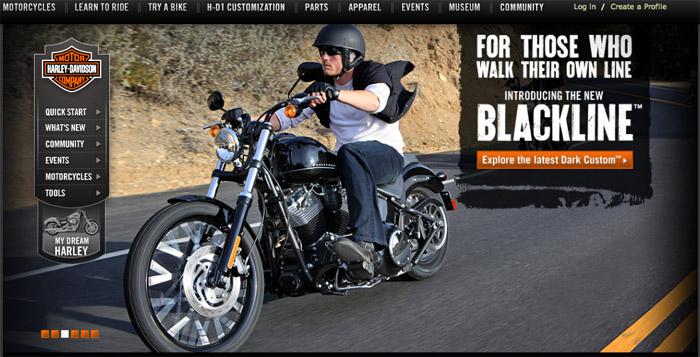 MOTORCYCLES LEARN TO RIDE TRY A BIKE H-D1 CUSTOMIZATION PARTS APPAREL EVENTS MUSEUM COMMUNITY Log in / Create a Profile
MOTOR
HARLEY-DAVIDSON
COMPANY
QUICK START
WHAT'S NEW
COMMUNITY
EVENTS
MOTORCYCLES
TOOLS
MY DREAM
HARLEY
FOR THOSE WHO
WALK THEIR OWN LINE
INTRODUCING THE NEW
BLACKLINE™
Explore the latest Dark Custom™